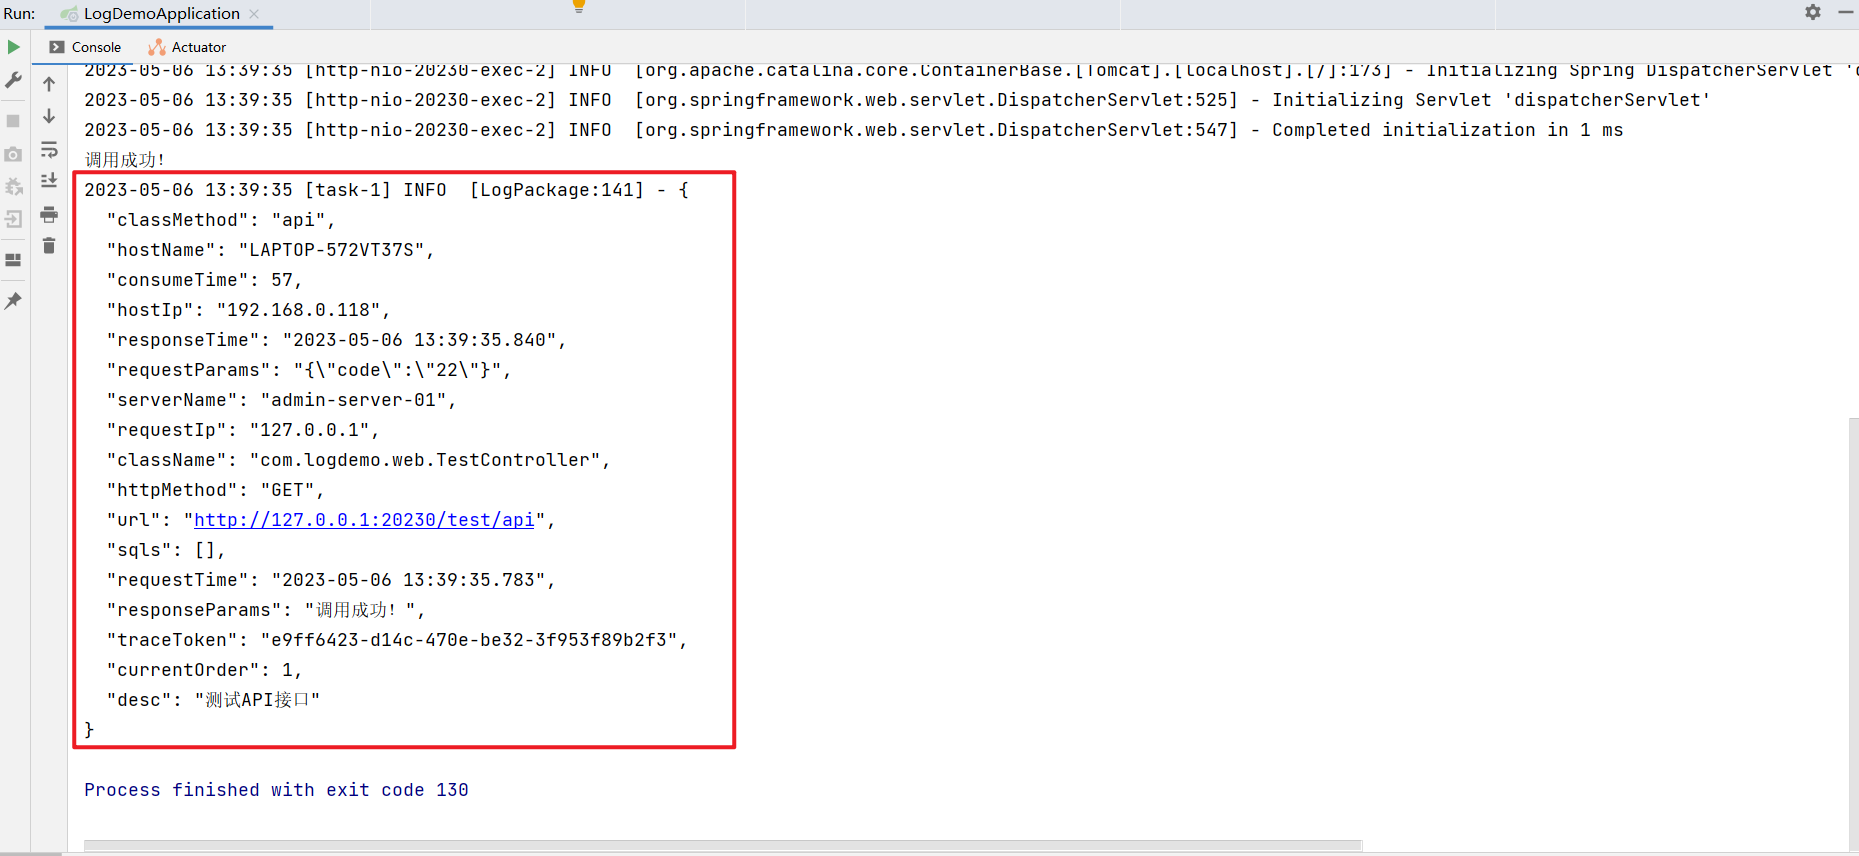 Run: LogDemoApplication
Console Actuator
2023-05-06 13:39:35 [http-nio-20230-exec-2] INFO  [org.apache.catalina.core.ContainerBase.[Tomcat].[localhost].[/]:173] - Initializing Spring DispatcherServlet
2023-05-06 13:39:35 [http-nio-20230-exec-2] INFO  [org.springframework.web.servlet.DispatcherServlet:525] - Initializing Servlet 'dispatcherServlet'
2023-05-06 13:39:35 [http-nio-20230-exec-2] INFO  [org.springframework.web.servlet.DispatcherServlet:547] - Completed initialization in 1 ms
调用成功！
2023-05-06 13:39:35 [task-1] INFO  [LogPackage:141] - {
  "classMethod": "api",
  "hostName": "LAPTOP-572VT37S",
  "consumeTime": 57,
  "hostIp": "192.168.0.118",
  "responseTime": "2023-05-06 13:39:35.840",
  "requestParams": "{\"code\":\"22\"}",
  "serverName": "admin-server-01",
  "requestIp": "127.0.0.1",
  "className": "com.logdemo.web.TestController",
  "httpMethod": "GET",
  "url": "http://127.0.0.1:20230/test/api",
  "sqls": [],
  "requestTime": "2023-05-06 13:39:35.783",
  "responseParams": "调用成功！",
  "traceToken": "e9ff6423-d14c-470e-be32-3f953f89b2f3",
  "currentOrder": 1,
  "desc": "测试API接口"
}
Process finished with exit code 130